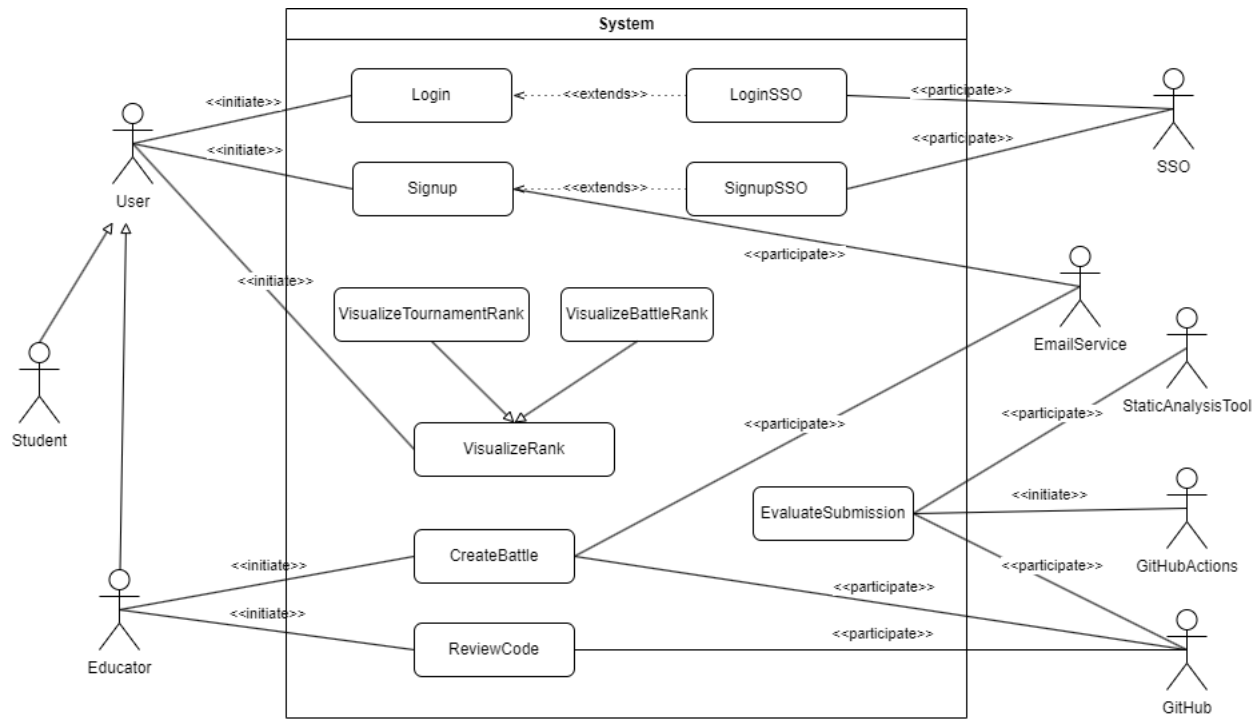 System
Login
<<extends>>
LoginSSO
<<initiate>>
<<participate>>
User
<<initiate>>
<<participate>>
SSO
Signup
<<extends>>
SignupSSO
<<participate>>
<<initiate>>
VisualizeTournamentRank
VisualizeBattleRank
EmailService
StaticAnalysisTool
Student
<<participate>>
<<participate>>
VisualizeRank
<<initiate>>
EvaluateSubmission
CreateBattle
<<initiate>>
<<participate>>
GitHubActions
<<participate>>
<<initiate>>
<<participate>>
ReviewCode
Educator
GitHub